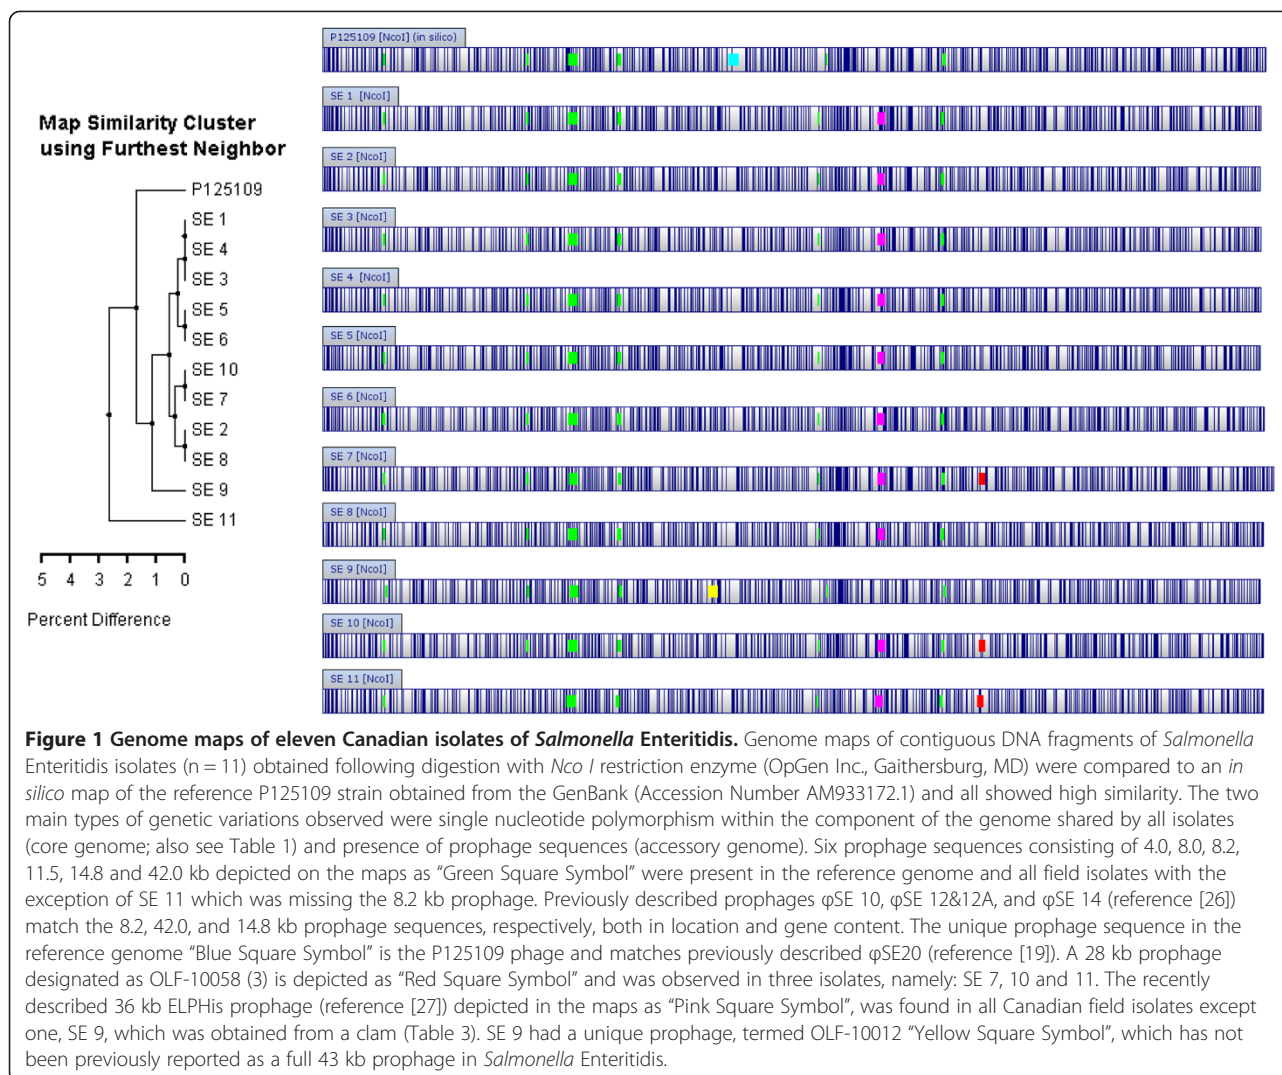 P125109 [NcoI] (in silico)
SE 1 [NcoI]
SE 2 [NcoI]
SE 3 [NcoI]
SE 4 [NcoI]
SE 5 [NcoI]
SE 6 [NcoI]
SE 7 [NcoI]
SE 8 [NcoI]
SE 9 [NcoI]
SE 10 [NcoI]
SE 11 [NcoI]
Map Similarity Cluster
using Furthest Neighbor
P125109
SE 1
SE 4
SE 3
SE 5
SE 6
SE 10
SE 7
SE 2
SE 8
SE 9
SE 11
5 4 3 2 1 0
Percent Difference
Figure 1 Genome maps of eleven Canadian isolates of Salmonella Enteritidis. Genome maps of contiguous DNA fragments of Salmonella
Enteritidis isolates (n = 11) obtained following digestion with Nco I restriction enzyme (OpGen Inc., Gaithersburg, MD) were compared to an in
silico map of the reference P125109 strain obtained from the GenBank (Accession Number AM933172.1) and all showed high similarity. The two
main types of genetic variations observed were single nucleotide polymorphism within the component of the genome shared by all isolates
(core genome; also see Table 1) and presence of prophage sequences (accessory genome). Six prophage sequences consisting of 4.0, 8.0, 8.2,
11.5, 14.8 and 42.0 kb depicted on the maps as “Green Square Symbol” were present in the reference genome and all field isolates with the
exception of SE 11 which was missing the 8.2 kb prophage. Previously described prophages φSE 10, φSE 12&12A, and φSE 14 (reference [26])
match the 8.2, 42.0, and 14.8 kb prophage sequences, respectively, both in location and gene content. The unique prophage sequence in the
reference genome “Blue Square Symbol” is the P125109 phage and matches previously described φSE20 (reference [19]). A 28 kb prophage
designated as OLF-10058 (3) is depicted as “Red Square Symbol” and was observed in three isolates, namely: SE 7, 10 and 11. The recently
described 36 kb ELPHis prophage (reference [27]) depicted in the maps as “Pink Square Symbol”, was found in all Canadian field isolates except
one, SE 9, which was obtained from a clam (Table 3). SE 9 had a unique prophage, termed OLF-10012 “Yellow Square Symbol”, which has not
been previously reported as a full 43 kb prophage in Salmonella Enteritidis.